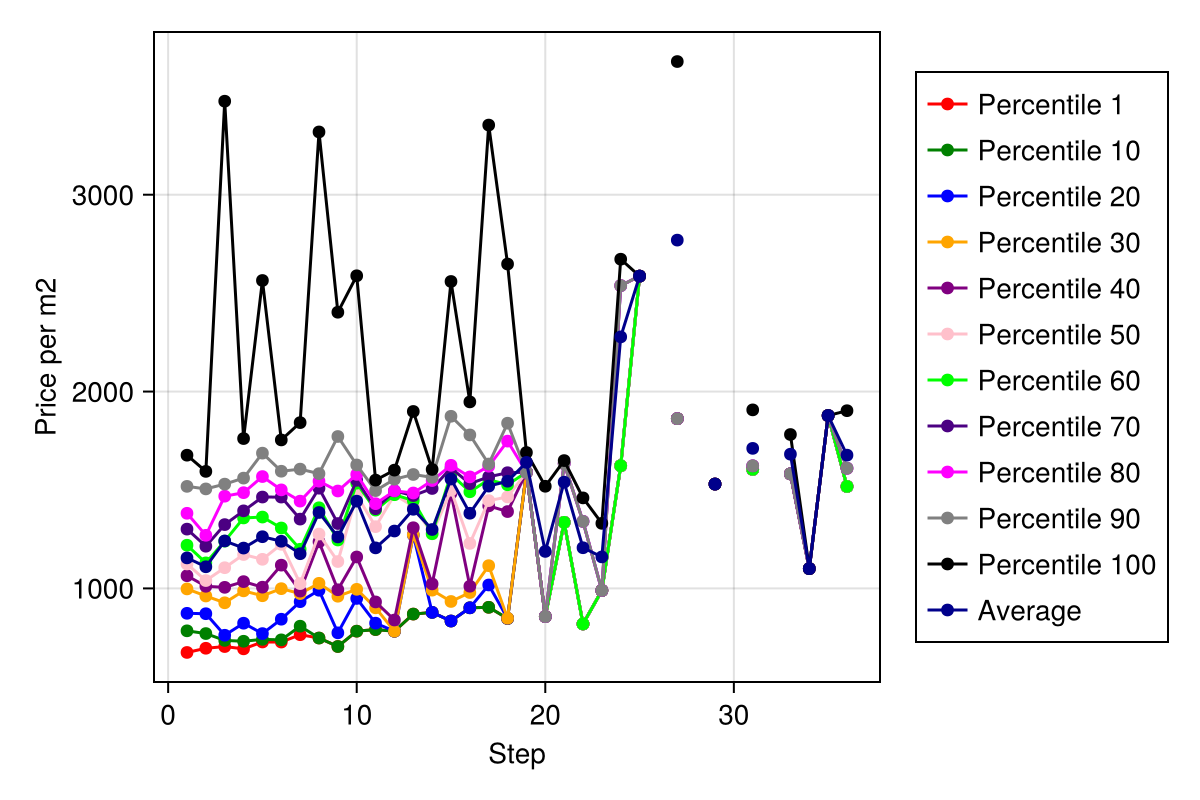 3000
2000
1000
Price per m2
0
10
20
30
Step
Percentile 1
Percentile 10
Percentile 20
Percentile 30
Percentile 40
Percentile 50
Percentile 60
Percentile 70
Percentile 80
Percentile 90
Percentile 100
Average